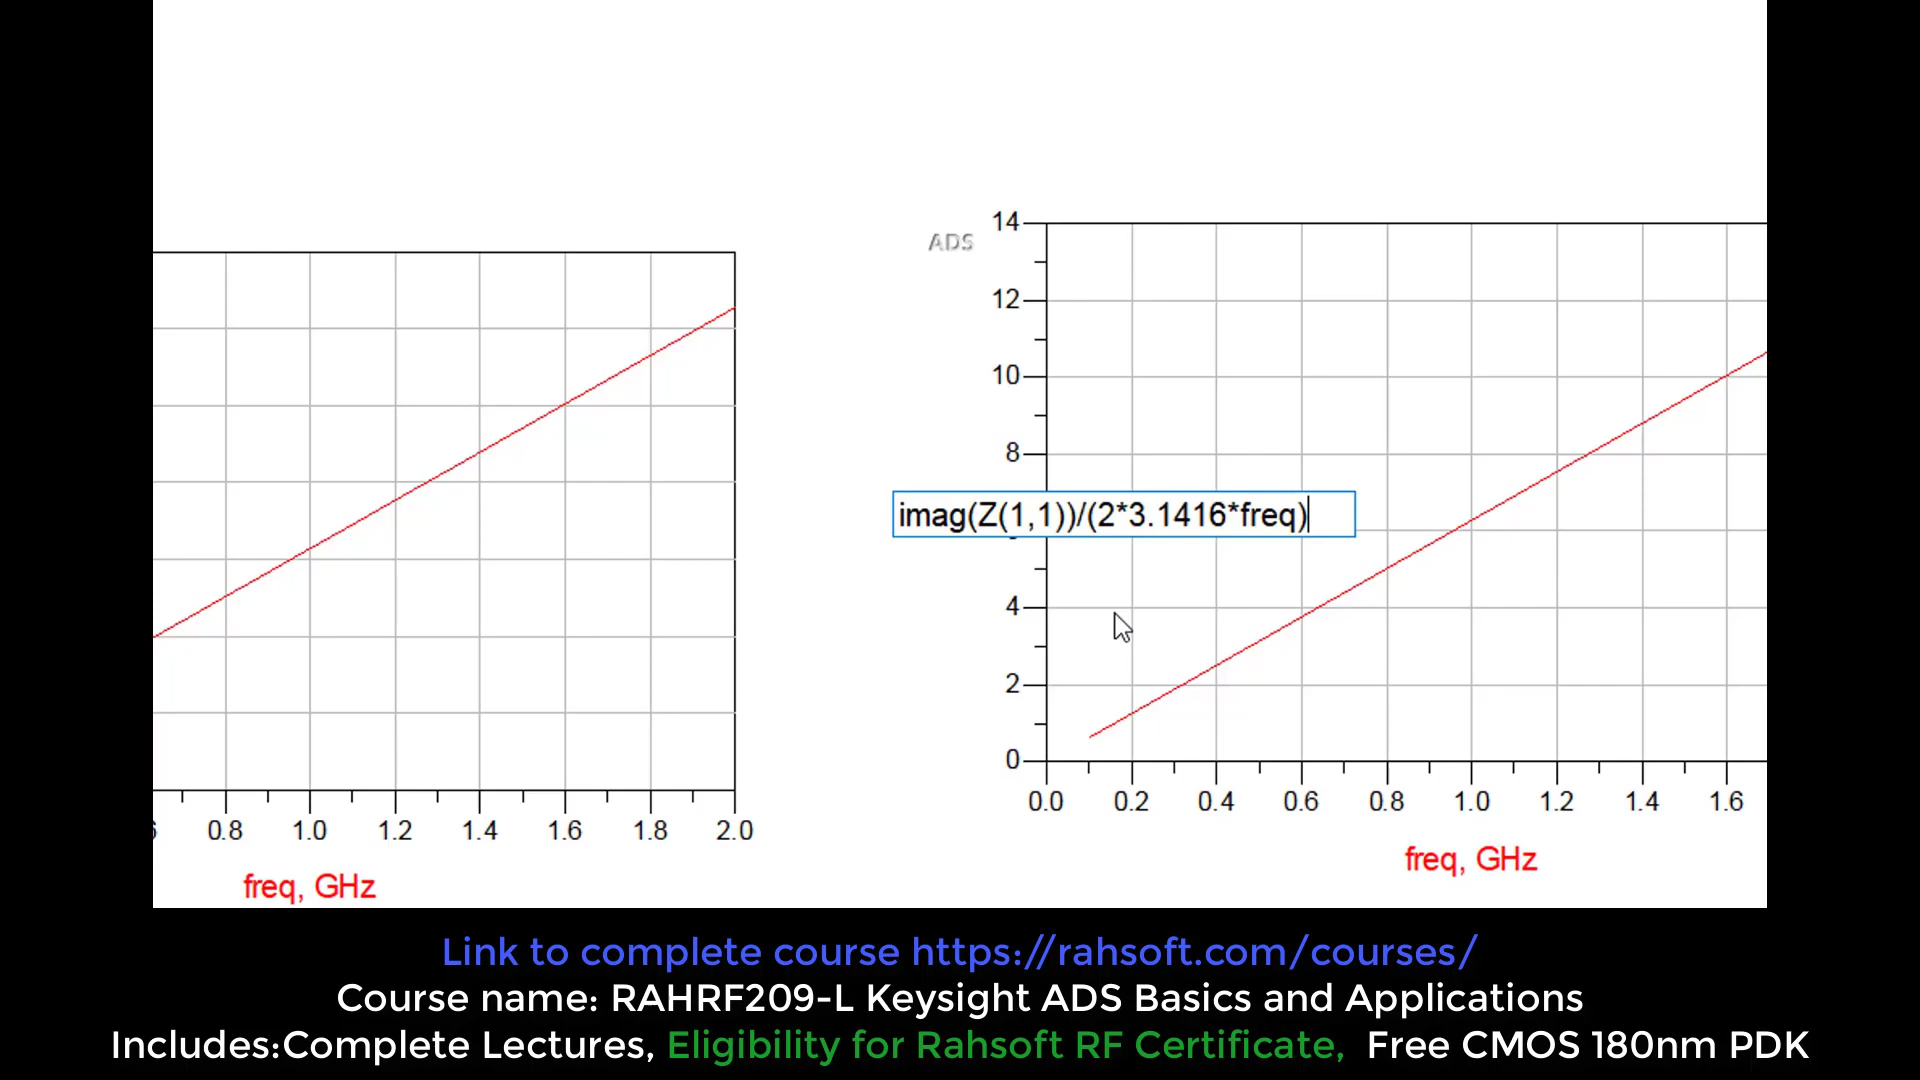 ADS
14
12
10
8
imag(Z(1,1))/(2*3.1416*freq)
4
2
0
0.0 0.2 0.4 0.6 0.8 1.0 1.2 1.4 1.6
freq, GHz
0.8 1.0 1.2 1.4 1.6 1.8 2.0
freq, GHz
Link to complete course https://rahsoft.com/courses/
Course name: RAHRF209-L Keysight ADS Basics and Applications
Includes:Complete Lectures, Eligibility for Rahsoft RF Certificate, Free CMOS 180nm PDK